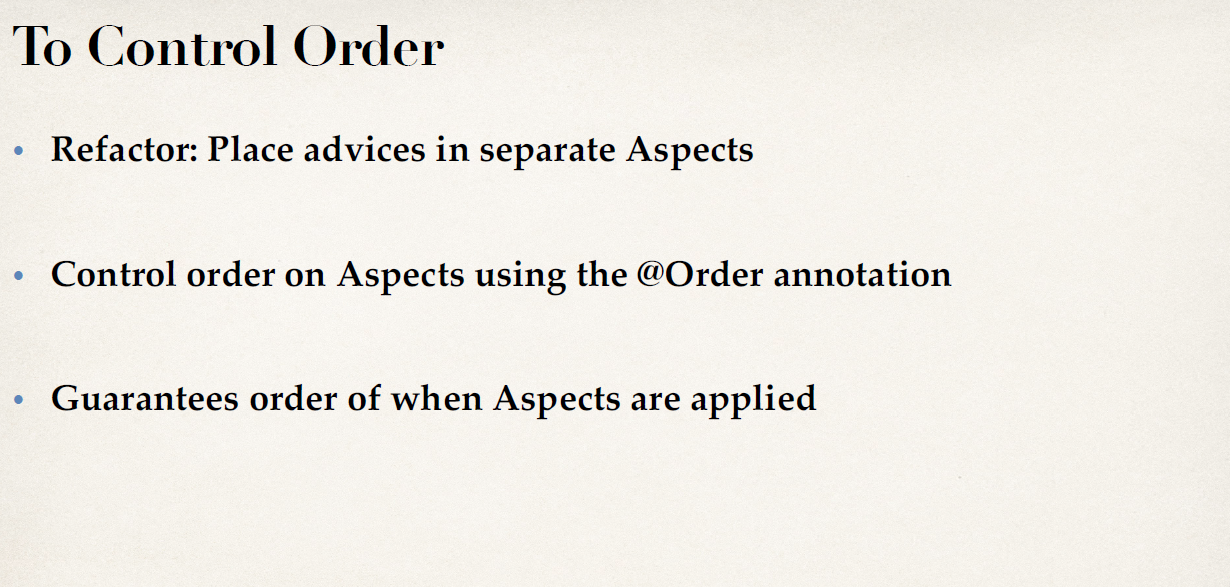 To Control Order
• Refactor: Place advices in separate Aspects
• Control order on Aspects using the @Order annotation
• Guarantees order of when Aspects are applied